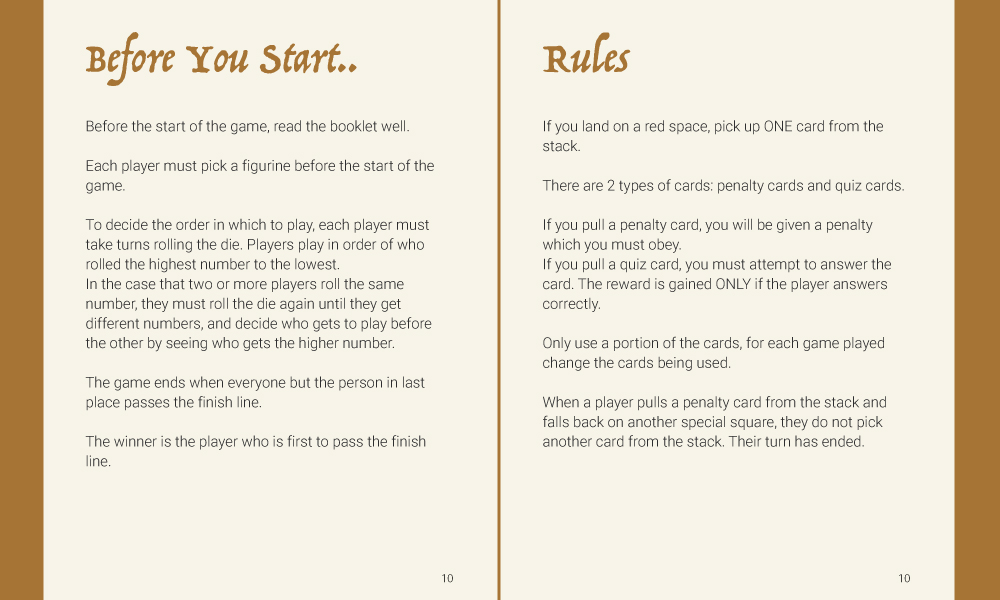 Before You Start..
Before the start of the game, read the booklet well.
Each player must pick a figurine before the start of the
game.
To decide the order in which to play, each player must
take turns rolling the die. Players play in order of who
rolled the highest number to the lowest.
In the case that two or more players roll the same
number, they must roll the die again until they get
different numbers, and decide who gets to play before
the other by seeing who gets the higher number.
The game ends when everyone but the person in last
place passes the finish line.
The winner is the player who is first to pass the finish
line.
10
Rules
If you land on a red space, pick up ONE card from the
stack.
There are 2 types of cards: penalty cards and quiz cards.
If you pull a penalty card, you will be given a penalty
which you must obey.
If you pull a quiz card, you must attempt to answer the
card. The reward is gained ONLY if the player answers
correctly.
Only use a portion of the cards, for each game played
change the cards being used.
When a player pulls a penalty card from the stack and
falls back on another special square, they do not pick
another card from the stack. Their turn has ended.
10